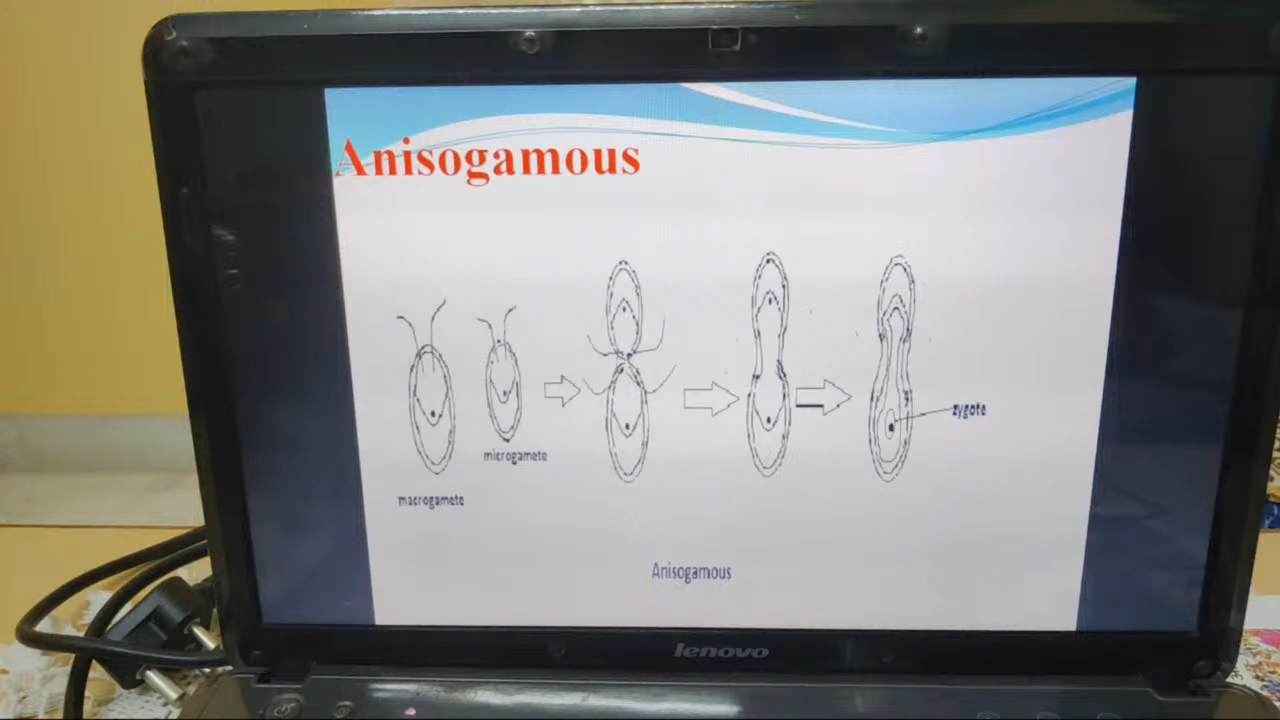 Anisogamous
microgamete
macrogamete
zygote
Anisogamous
lenovo